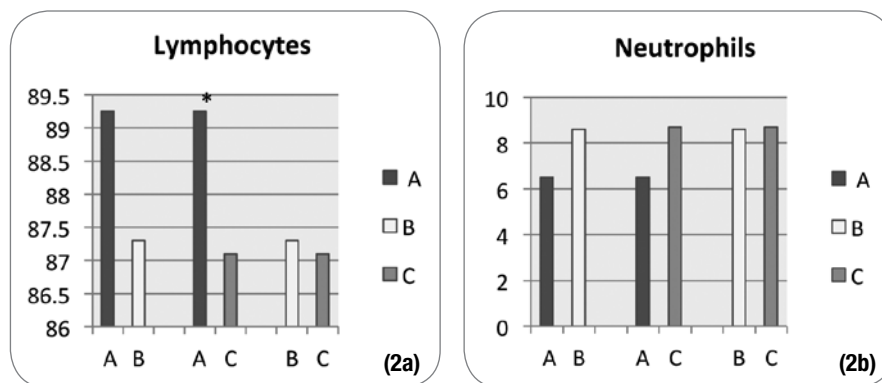 Lymphocytes
89.5
89
88.5
88
87.5
87
86.5
86
*
A B A C B C
A
B
C
(2a)
Neutrophils
10
8
6
4
2
0
A B A C B C
A
B
C
(2b)